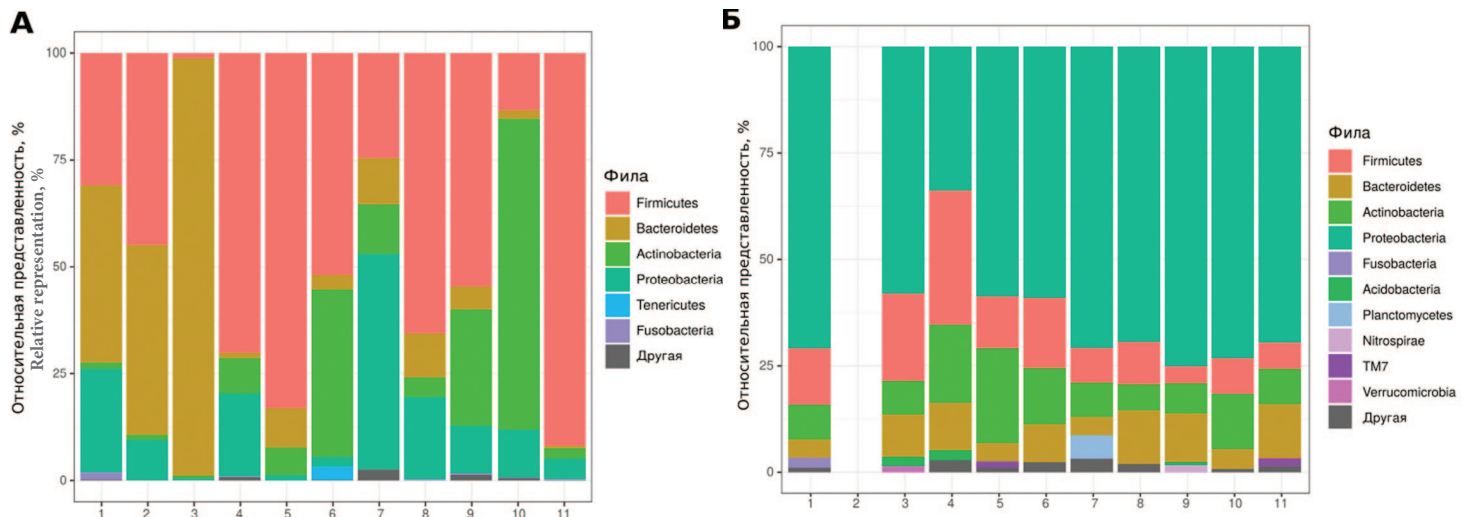 А
Относительная представленность, %
Relative representation, %
100
75
50
25
0
1 2 3 4 5 6 7 8 9 10 11
Фила
Firmicutes
Bacteroidetes
Actinobacteria
Proteobacteria
Tenericutes
Fusobacteria
Другая
Б
Относительная представленность, %
100
75
50
25
0
1 2 3 4 5 6 7 8 9 10 11
Фила
Firmicutes
Bacteroidetes
Actinobacteria
Proteobacteria
Fusobacteria
Acidobacteria
Planctomycetes
Nitrospirae
TM7
Verrucomicrobia
Другая